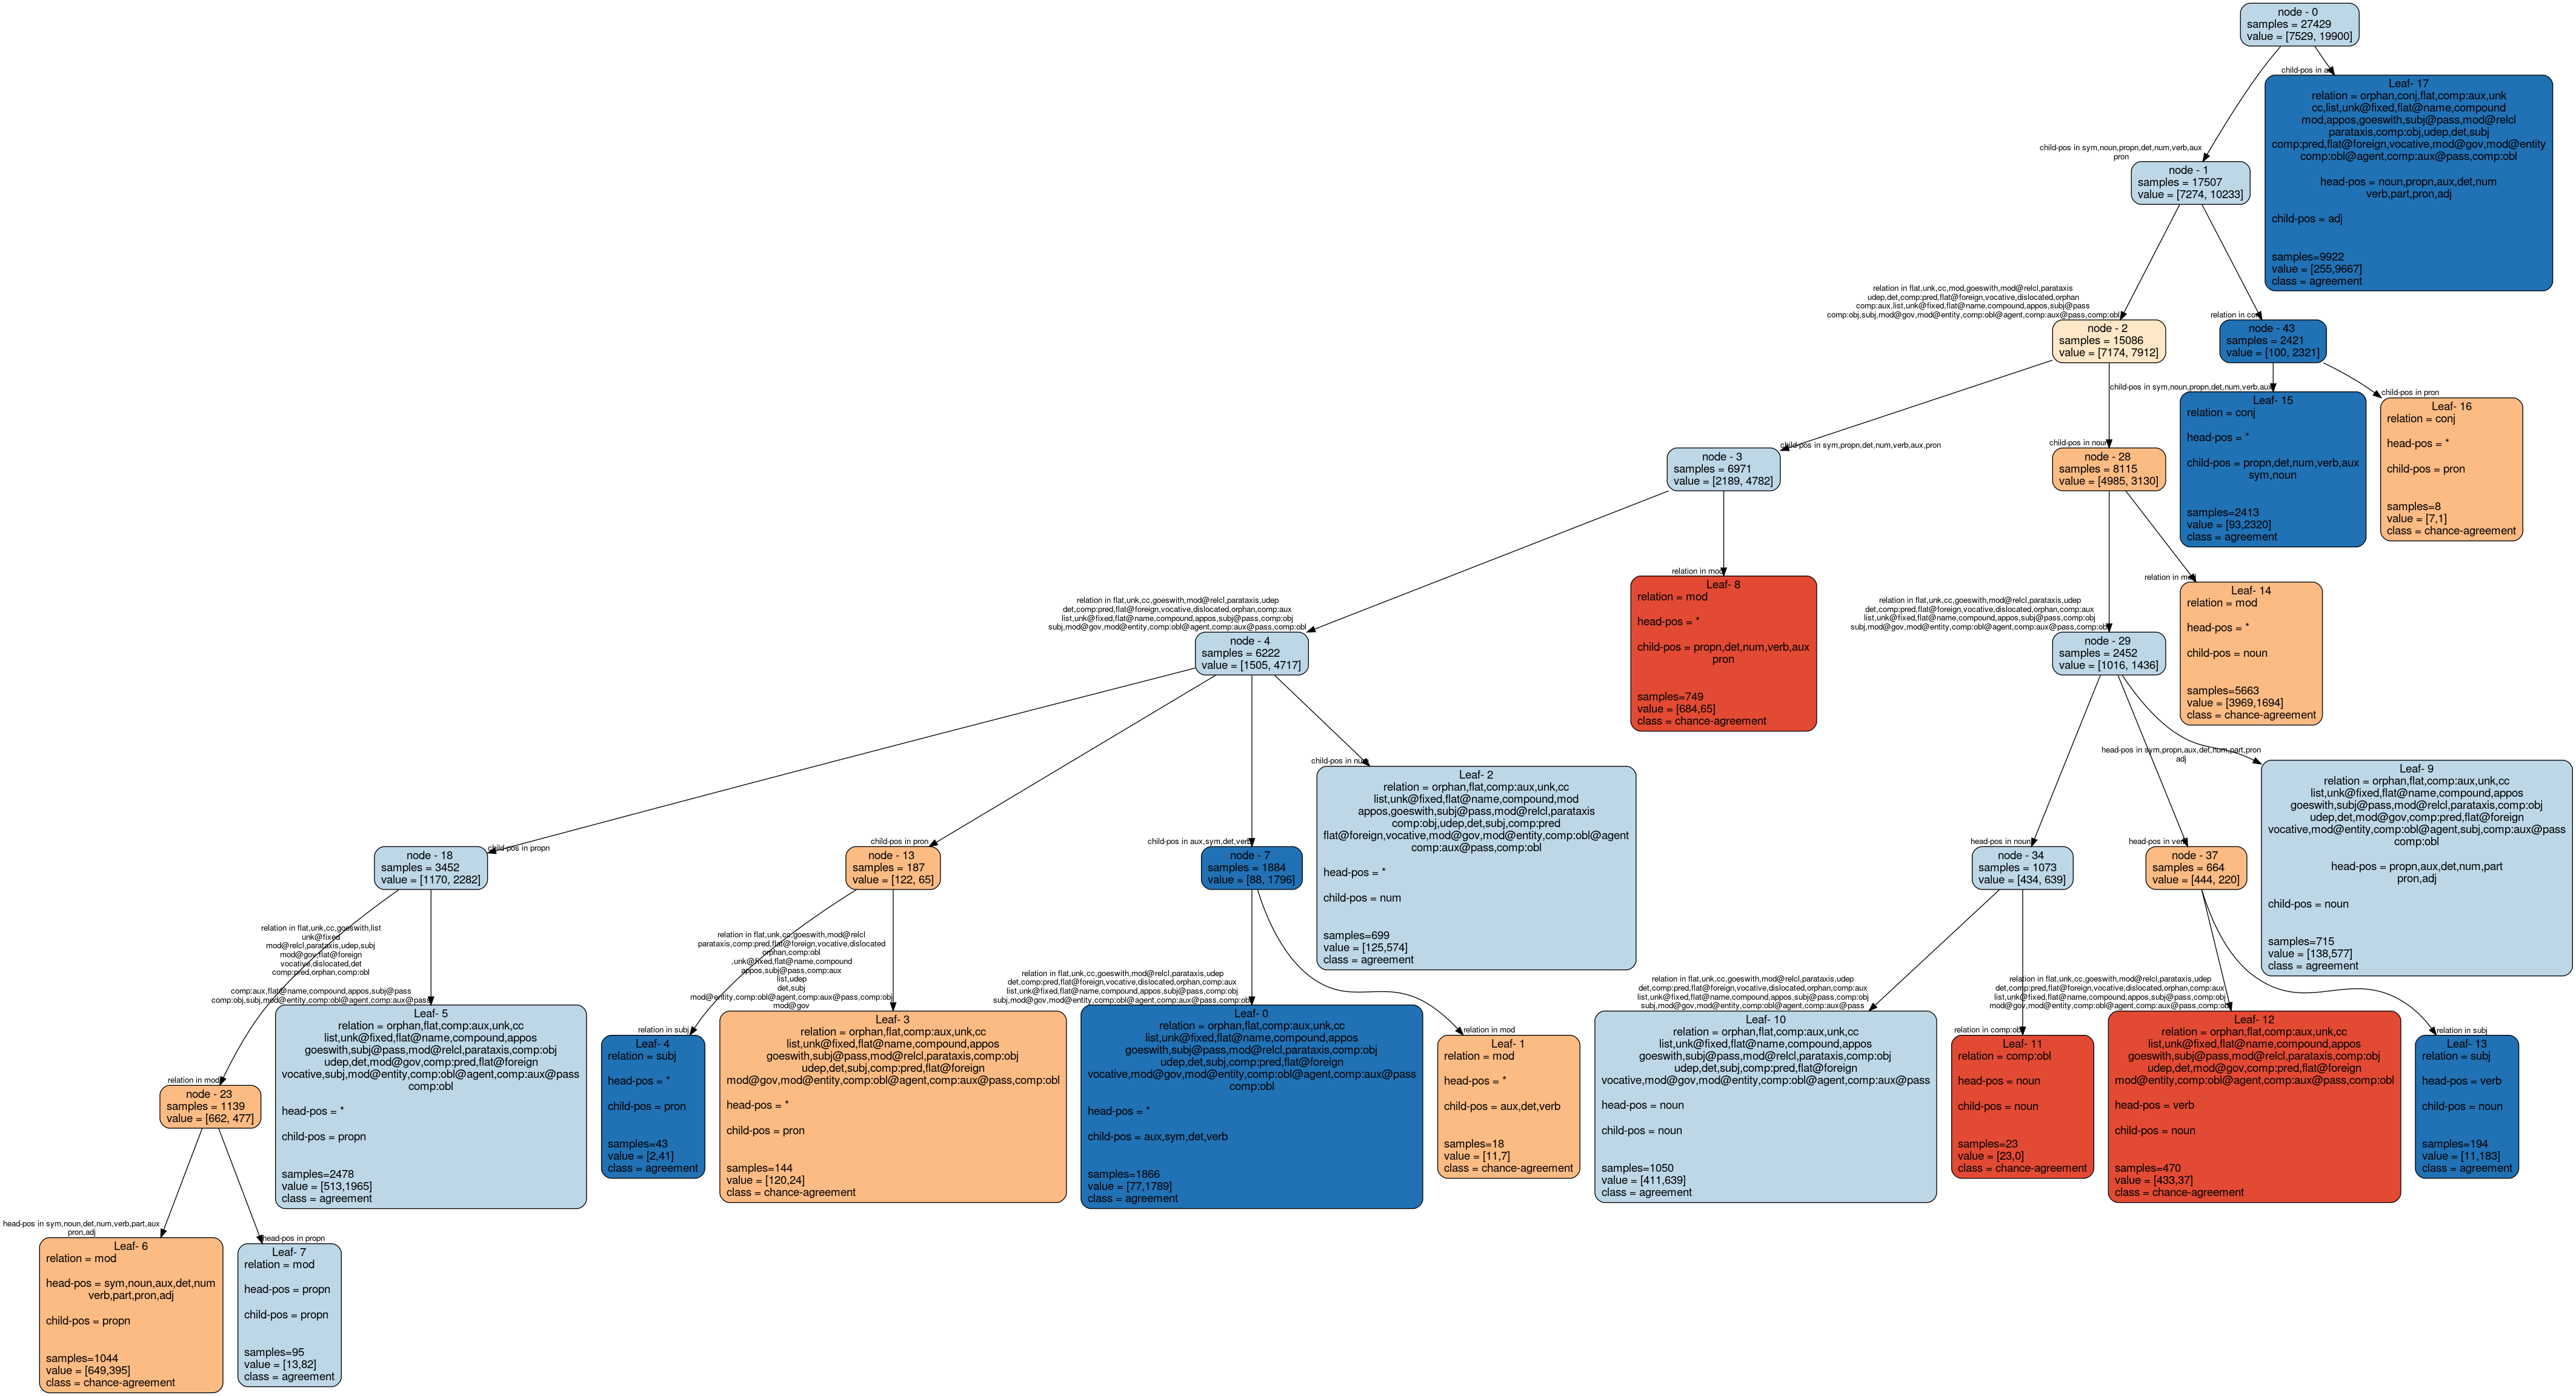 node - 0
samples = 27429
value = [7529, 19900]
child-pos in
Leaf- 17
relation = orphan,conj,flat,comp:aux,unk
cc,list,unk@fixed,flat@name,compound
mod,appos,goeswith,subj@pass,mod@relcl
parataxis,comp:obj,udep,det,subj
comp:pred,flat@foreign,vocative,mod@gov,mod@entity
comp:obl@agent,comp:aux@pass,comp:obl
head-pos = noun,propn,aux,det,num
verb,part,pron,adj
child-pos = adj
samples=9922
value = [255,9667]
class = agreement
child-pos in sym,noun,propn,det,num,verb,aux
pron
node - 1
samples = 17507
value = [7274, 10233]
relation in flat,unk,cc,mod,goeswith,mod@relcl,parataxis
udep,det,comp:pred,flat@foreign,vocative,dislocated,orphan
comp:aux,list,unk@fixed,flat@name,compound,appos,subj@pass
comp:obj,subj,mod@gov,mod@entity,comp:obl@agent,comp:aux@pass,comp:obl
node - 2
samples = 15086
value = [7174, 7912]
relation in
node - 43
samples = 2421
value = [100, 2321]
child-pos in sym,noun,propn,det,num,verb,aux
Leaf- 15
relation = conj
head-pos = *
child-pos = propn,det,num,verb,aux
sym,noun
samples=2413
value = [93,2320]
class = agreement
child-pos in pron
Leaf- 16
relation = conj
head-pos = *
child-pos = pron
samples=8
value = [7,1]
class = chance-agreement
child-pos in sym,propn,det,num,verb,aux,pron
node - 3
samples = 6971
value = [2189, 4782]
child-pos in noun
node - 28
samples = 8115
value = [4985, 3130]
relation in flat,unk,cc,goeswith,mod@relcl,parataxis,udep
det,comp:pred,flat@foreign,vocative,dislocated,orphan,comp:aux
list,unk@fixed,flat@name,compound,appos,subj@pass,comp:obj
subj,mod@gov,mod@entity,comp:obl@agent,comp:aux@pass,comp:obl
node - 4
samples = 6222
value = [1505, 4717]
relation in mod
Leaf- 8
relation = mod
head-pos = *
child-pos = propn,det,num,verb,aux
pron
samples=749
value = [684,65]
class = chance-agreement
relation in flat,unk,cc,goeswith,mod@relcl,parataxis,udep
det,comp:pred,flat@foreign,vocative,dislocated,orphan,comp:aux
list,unk@fixed,flat@name,compound,appos,subj@pass,comp:obj
subj,mod@gov,mod@entity,comp:obl@agent,comp:aux@pass,comp:obl
node - 29
samples = 2452
value = [1016, 1436]
relation in
Leaf- 14
relation = mod
head-pos = *
child-pos = noun
samples=5663
value = [3969,1694]
class = chance-agreement
child-pos in propn
node - 18
samples = 3452
value = [1170, 2282]
child-pos in pron
node - 13
samples = 187
value = [122, 65]
child-pos in aux,sym,det,verb
node - 7
samples = 1884
value = [88, 1796]
child-pos in
Leaf- 2
relation = orphan,flat,comp:aux,unk,cc
list,unk@fixed,flat@name,compound,mod
appos,goeswith,subj@pass,mod@relcl,parataxis
comp:obj,udep,det,subj,comp:pred
flat@foreign,vocative,mod@gov,mod@entity,comp:obl@agent
comp:aux@pass,comp:obl
head-pos = *
child-pos = num
samples=699
value = [125,574]
class = agreement
head-pos in noun
node - 34
samples = 1073
value = [434, 639]
head-pos in verb
node - 37
samples = 664
value = [444, 220]
head-pos in sym,propn,aux,det,num,part,pron
adj
Leaf- 9
relation = orphan,flat,comp:aux,unk,cc
list,unk@fixed,flat@name,compound,appos
goeswith,subj@pass,mod@relcl,parataxis,comp:obj
udep,det,mod@gov,comp:pred,flat@foreign
vocative,mod@entity,comp:obl@agent,subj,comp:aux@pass
comp:obl
head-pos = propn,aux,det,num,part
pron,adj
child-pos = noun
samples=715
value = [138,577]
class = agreement
relation in flat,unk,cc,goeswith,list
unk@fixed
mod@relcl,parataxis,udep,subj
mod@gov,flat@foreign
vocative,dislocated,det
comp:pred,orphan,comp:obl
comp:aux,flat@name,compound,appos,subj@pass
comp:obj,subj,mod@entity,comp:obl@agent,comp:aux@pass
Leaf- 5
relation = orphan,flat,comp:aux,unk,cc
list,unk@fixed,flat@name,compound,appos
goeswith,subj@pass,mod@relcl,parataxis,comp:obj
udep,det,mod@gov,comp:pred,flat@foreign
vocative,subj,mod@entity,comp:obl@agent,comp:aux@pass
comp:obl
head-pos = *
child-pos = propn
samples=2478
value = [513,1965]
class = agreement
relation in subj
Leaf- 4
relation = subj
head-pos = *
child-pos = pron
samples=43
value = [2,41]
class = agreement
relation in flat,unk,cc,goeswith,mod@relcl
parataxis,comp:pred,flat@foreign,vocative,dislocated
orphan,comp:obl
,unk@fixed,flat@name,compound
appos,subj@pass,comp:aux
list,udep
det,subj
mod@entity,comp:obl@agent,comp:aux@pass,comp:obj
mod@gov
Leaf- 3
relation = orphan,flat,comp:aux,unk,cc
list,unk@fixed,flat@name,compound,appos
goeswith,subj@pass,mod@relcl,parataxis,comp:obj
udep,det,subj,comp:pred,flat@foreign
mod@gov,mod@entity,comp:obl@agent,comp:aux@pass,comp:obl
head-pos = *
child-pos = pron
samples=144
value = [120,24]
class = chance-agreement
relation in flat,unk,cc,goeswith,mod@relcl,parataxis,udep
det,comp:pred,flat@foreign,vocative,dislocated,orphan,comp:aux
list,unk@fixed,flat@name,compound,appos,subj@pass,comp:obj
subj,mod@gov,mod@entity,comp:obl@agent,comp:aux@pass,comp:obl
Leaf- 0
relation = orphan,flat,comp:aux,unk,cc
list,unk@fixed,flat@name,compound,appos
goeswith,subj@pass,mod@relcl,parataxis,comp:obj
udep,det,subj,comp:pred,flat@foreign
vocative,mod@gov,mod@entity,comp:obl@agent,comp:aux@pass
comp:obl
head-pos = *
child-pos = aux,sym,det,verb
samples=1866
value = [77,1789]
class = agreement
relation in mod
Leaf- 1
relation = mod
head-pos = *
child-pos = aux,det,verb
samples=18
value = [11,7]
class = chance-agreement
relation in flat,unk,cc,goeswith,mod@relcl,parataxis,udep
det,comp:pred,flat@foreign,vocative,dislocated,orphan,comp:aux
list,unk@fixed,flat@name,compound,appos,subj@pass,comp:obj
subj,mod@gov,mod@entity,comp:obl@agent,comp:aux@pass
Leaf- 10
relation = orphan,flat,comp:aux,unk,cc
list,unk@fixed,flat@name,compound,appos
goeswith,subj@pass,mod@relcl,parataxis,comp:obj
udep,det,subj,comp:pred,flat@foreign
vocative,mod@gov,mod@entity,comp:obl@agent,comp:aux@pass
head-pos = noun
child-pos = noun
samples=1050
value = [411,639]
class = agreement
relation in comp:obl
Leaf- 11
relation = comp:obl
head-pos = noun
child-pos = noun
samples=23
value = [23,0]
class = chance-agreement
relation in flat,unk,cc,goeswith,mod@relcl,parataxis,udep
det,comp:pred,flat@foreign,vocative,dislocated,orphan,comp:aux
list,unk@fixed,flat@name,compound,appos,subj@pass,comp:obj
mod@gov,mod@entity,comp:obl@agent,comp:aux@pass,comp:obl
Leaf- 12
relation = orphan,flat,comp:aux,unk,cc
list,unk@fixed,flat@name,compound,appos
goeswith,subj@pass,mod@relcl,parataxis,comp:obj
udep,det,mod@gov,comp:pred,flat@foreign
mod@entity,comp:obl@agent,comp:aux@pass,comp:obl
head-pos = verb
child-pos = noun
samples=470
value = [433,37]
class = chance-agreement
relation in subj
Leaf- 13
relation = subj
head-pos = verb
child-pos = noun
samples=194
value = [11,183]
class = agreement
relation in mod
node - 23
samples = 1139
value = [662, 477]
head-pos in sym,noun,det,num,verb,part,aux
pron,adj
Leaf- 6
relation = mod
head-pos = sym,noun,aux,det,num
verb,part,pron,adj
child-pos = propn
samples=1044
value = [649,395]
class = chance-agreement
head-pos in propn
Leaf- 7
relation = mod
head-pos = propn
child-pos = propn
samples=95
value = [13,82]
class = agreement